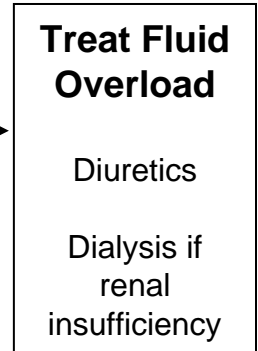 Treat Fluid
Overload
Diuretics
Dialysis if
renal
insufficiency